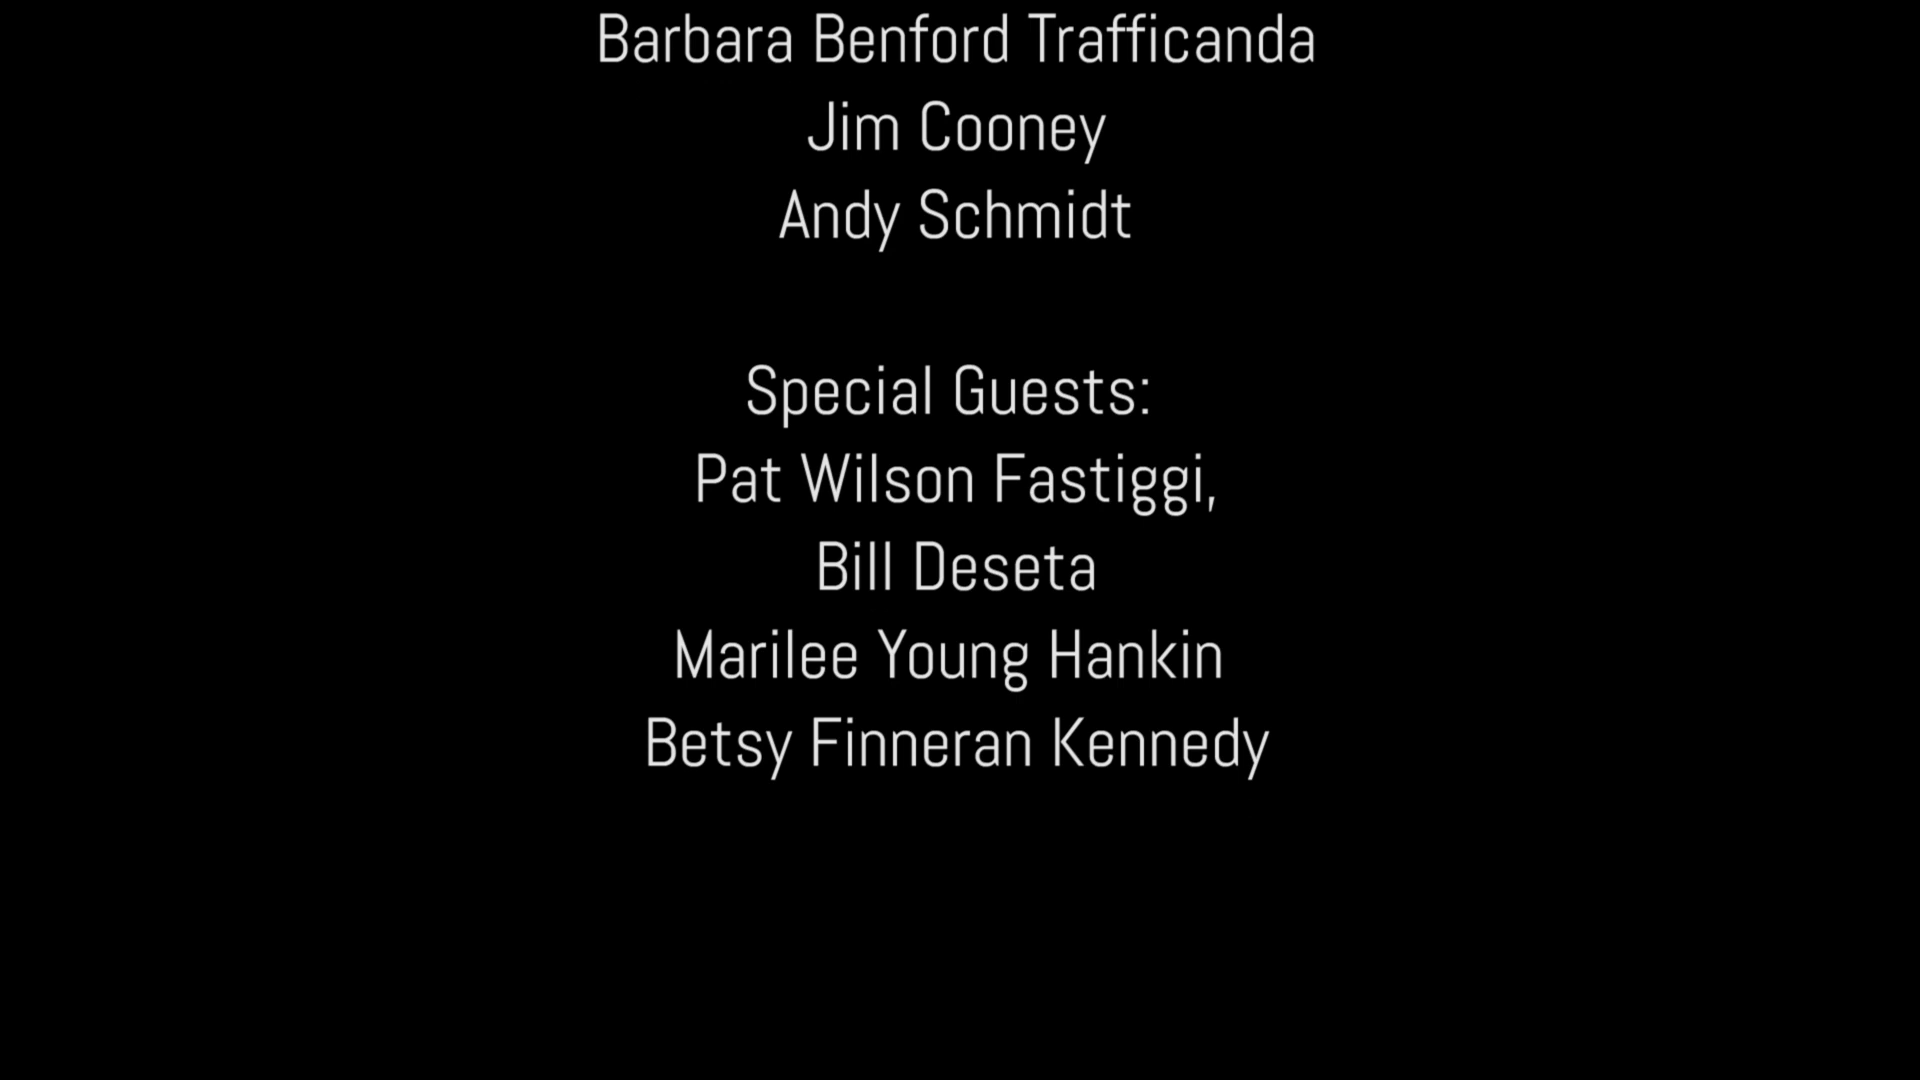 Barbara Benford Trafficanda
Jim Cooney
Andy Schmidt
Special Guests:
Pat Wilson Fastiggi,
Bill Deseta
Marilee Young Hankin
Betsy Finneran Kennedy